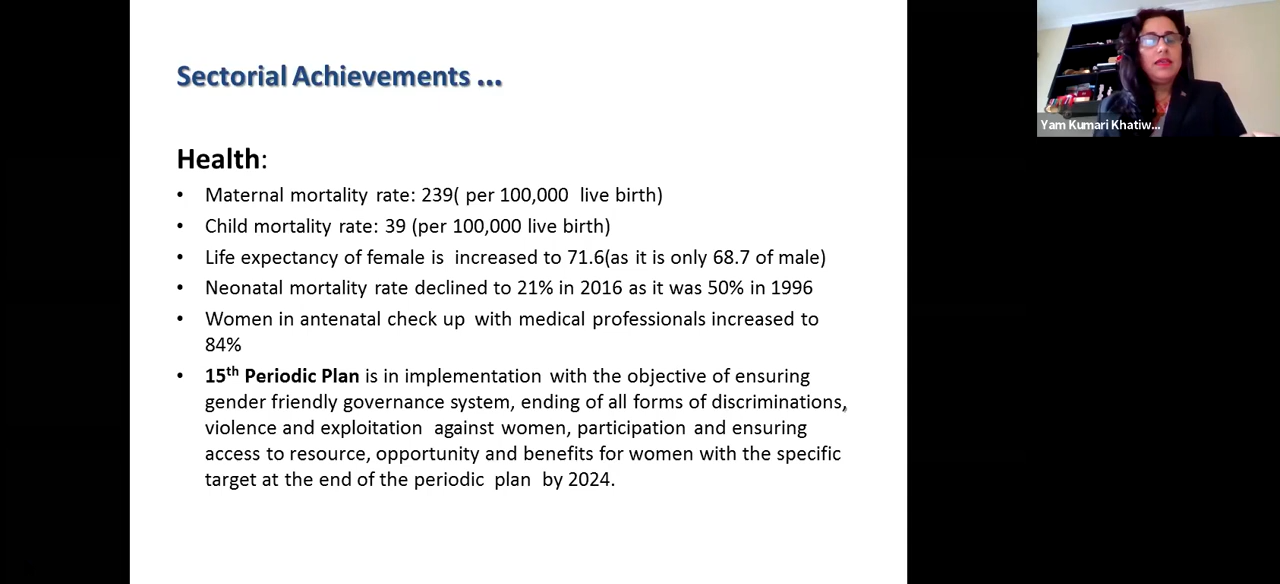 Sectorial Achievements ...
Yam Kumari Khatiw...
Health:
• Maternal mortality rate: 239( per 100,000 live birth)
• Child mortality rate: 39 (per 100,000 live birth)
• Life expectancy of female is increased to 71.6(as it is only 68.7 of male)
• Neonatal mortality rate declined to 21% in 2016 as it was 50% in 1996
• Women in antenatal check up with medical professionals increased to
84%
• 15th Periodic Plan is in implementation with the objective of ensuring
gender friendly governance system, ending of all forms of discriminations,
violence and exploitation against women, participation and ensuring
access to resource, opportunity and benefits for women with the specific
target at the end of the periodic plan by 2024.